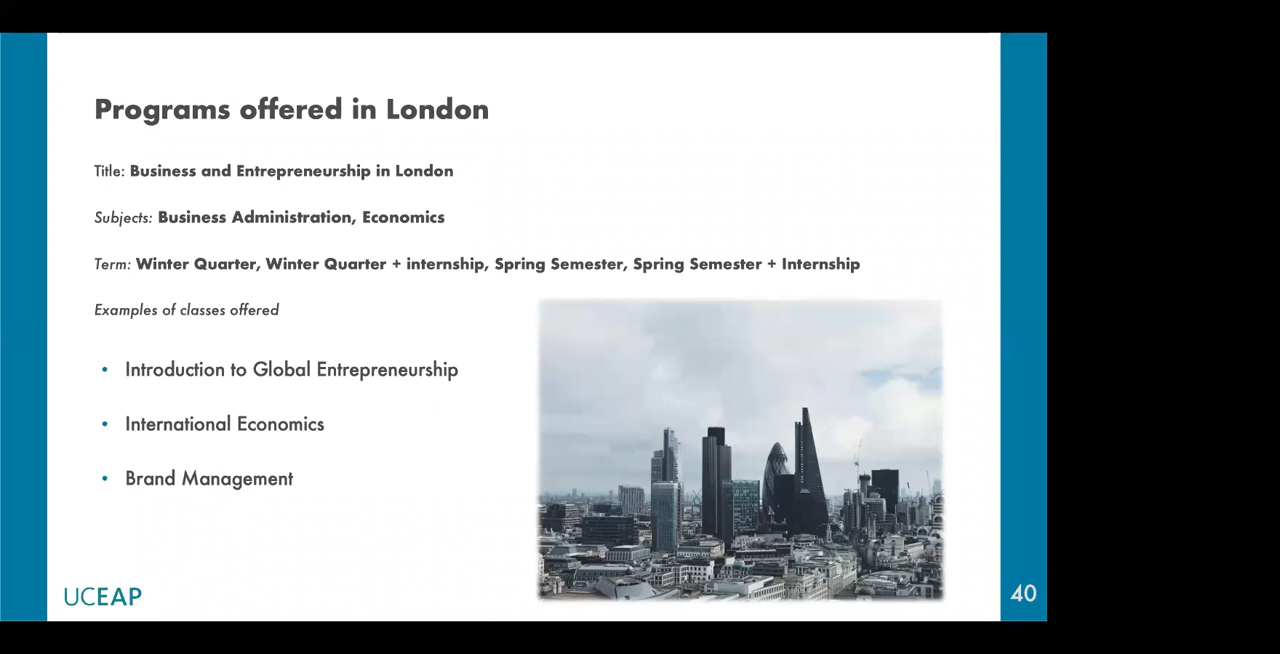 Programs offered in London
Title: Business and Entrepreneurship in London
Subjects: Business Administration, Economics
Term: Winter Quarter, Winter Quarter + internship, Spring Semester, Spring Semester + Internship
Examples of classes offered
• Introduction to Global Entrepreneurship
• International Economics
• Brand Management
UCEAP
40